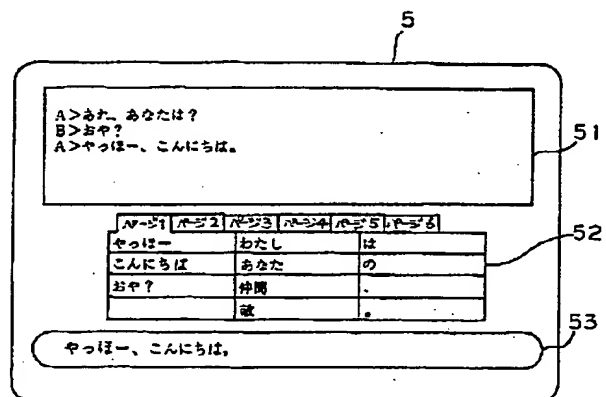 5
A>あれ、あなたは?
B>おや?
A>やっほー、こんにちは。
51
ページ1 ページ2 ページ3 ページ4 ページ5 ページ6
やっほー わたし は
52
こんにちは あなた の
おや? 仲間 、
敵 。
53
やっほー、こんにちは。